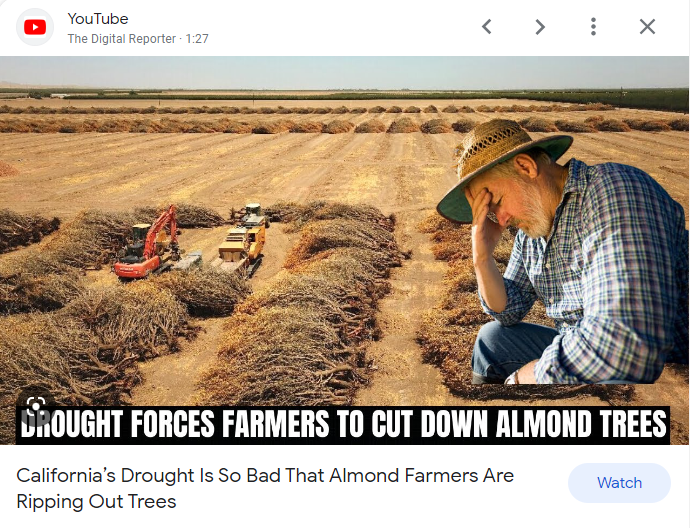 YouTube
The Digital Reporter · 1:27
DROUGHT FORCES FARMERS TO CUT DOWN ALMOND TREES
California’s Drought Is So Bad That Almond Farmers Are
Ripping Out Trees
Watch